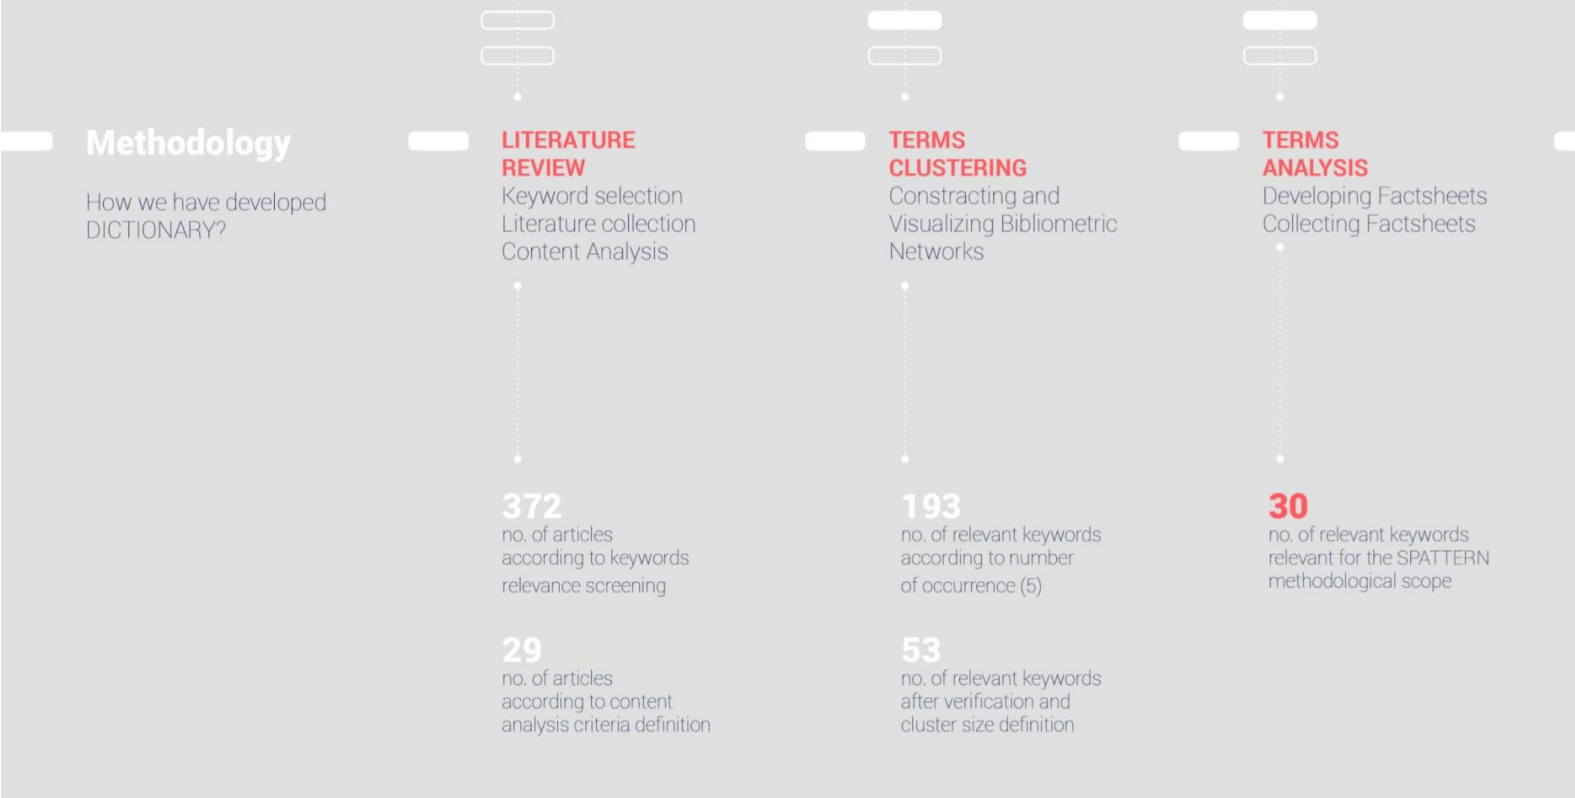 Methodology
How we have developed
DICTIONARY?
LITERATURE
REVIEW
Keyword selection
Literature collection
Content Analysis
372
no. of articles
according to keywords
relevance screening
29
no. of articles
according to content
analysis criteria definition
TERMS
CLUSTERING
Constracting and
Visualizing Bibliometric
Networks
193
no. of relevant keywords
according to number
of occurrence (5)
53
no. of relevant keywords
after verification and
cluster size definition
TERMS
ANALYSIS
Developing Factsheets
Collecting Factsheets
30
no. of relevant keywords
relevant for the SPATTERN
methodological scope